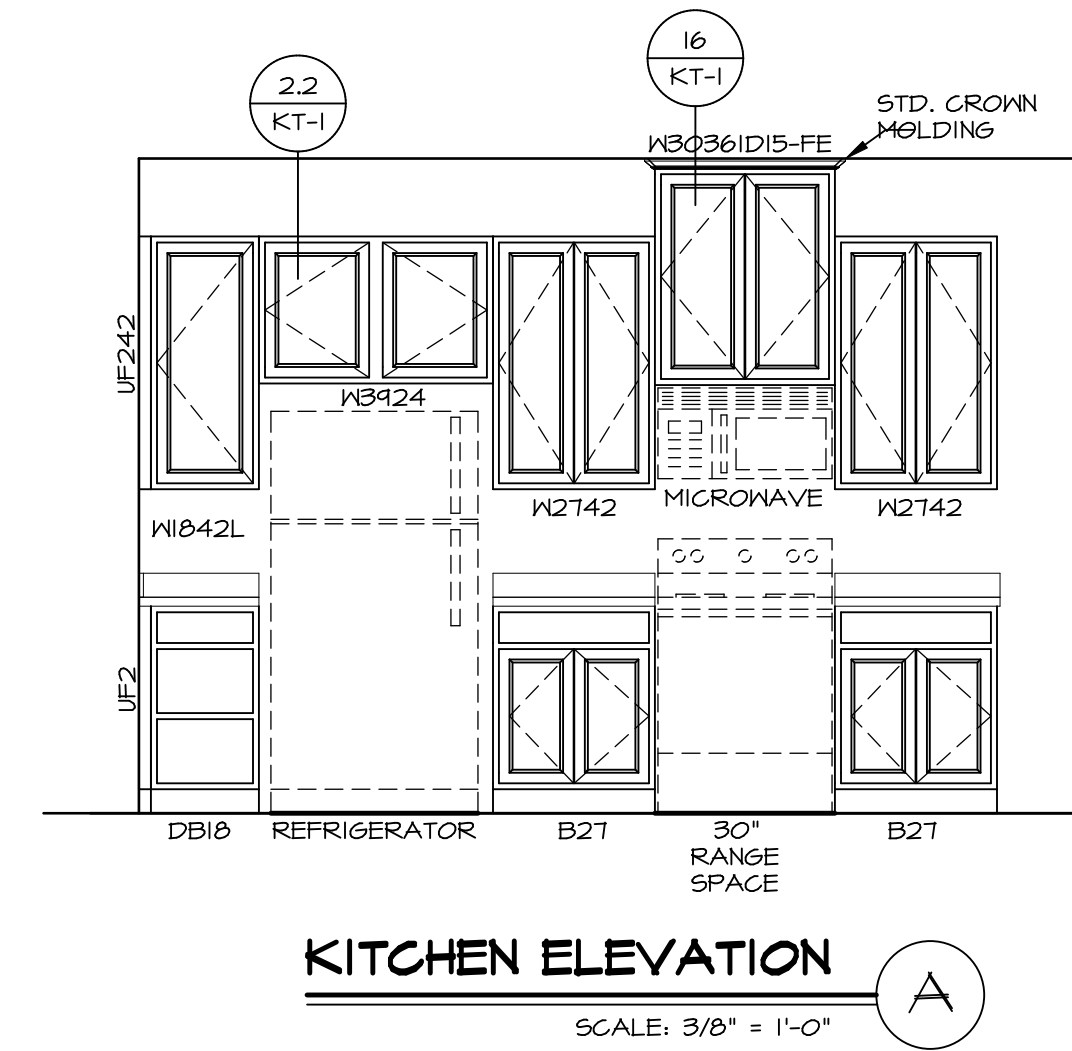 16
KT-1
2.2
KT-1
STD. CROWN
MOLDING
W30361D15-FE
UF242
W3924
MICROWAVE
W2742
W2742
W1842L
UF2
DB18
REFRIGERATOR
B27
30"
RANGE
SPACE
B27
KITCHEN ELEVATION
A
SCALE: 3/8" = 1'-0"